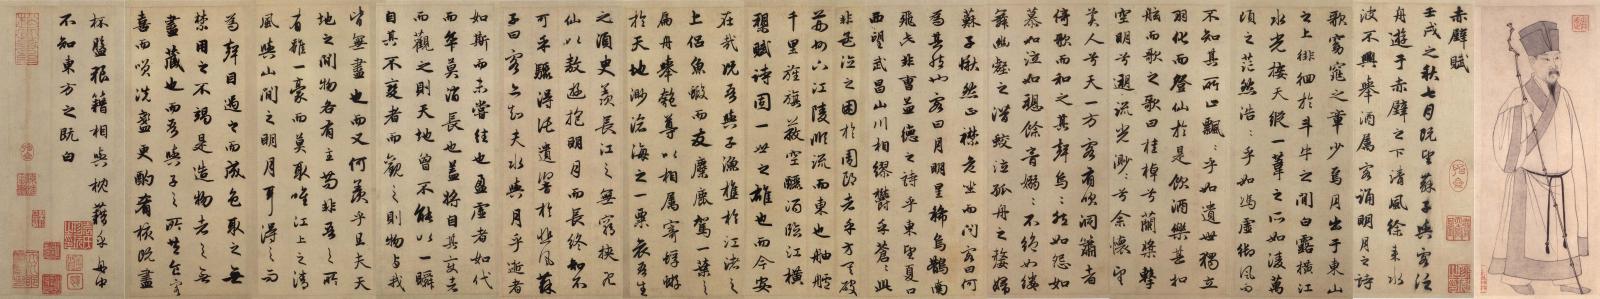 赤壁賦
壬戌之秋七月既望蘇子與客泛
舟遊于赤壁之下清風徐來水
波不興舉酒屬客誦明月之詩
歌窈窕之章少焉月出于東山
之上徘徊於斗牛之間白露橫江
水光接天縱一葦之所如凌萬
頃之茫然浩〻乎如馮虛御風而
不知其所止飄〻乎如遺世獨立
羽化而登仙於是飲酒樂甚扣
舷而歌之歌曰桂棹兮蘭槳擊
空明兮遡流光渺〻兮余懷望
美人兮天一方客有吹洞簫者
倚歌而和之其聲烏〻然如怨如
慕如泣如愬餘音嫋〻不絕如縷
舞幽壑之潛蛟泣孤舟之嫠婦
蘇子愀然正襟危坐而問客曰何
為其然也客曰月明星稀烏鵲南
飛此非曹孟德之詩乎東望夏口
西望武昌山川相繆鬱乎蒼〻此
非孟德之困於周郎者乎方其破
荊州下江陵順流而東也舳艫
千里旌旗蔽空釃酒臨江橫
槊賦詩固一世之雄也而今安
在哉況吾與子漁樵於江渚之
上侶魚蝦而友麋鹿駕一葉之
扁舟舉匏尊以相屬寄蜉蝣
於天地渺滄海之一粟哀吾生
之須臾羨長江之無窮挾飛
仙以敖遊抱明月而長終知不
可乎驟得託遺響於悲風蘇
子曰客亦知夫水與月乎逝者
如斯而未嘗往也盈虛者如代
而卒莫消長也蓋將自其變者
而觀之則天地曾不能以一瞬
自其不變者而觀之則物與我
皆無盡也而又何羨乎且夫天
地之間物各有主苟非吾之所
有雖一毫而莫取唯江上之清
風與山間之明月耳得之而
為聲目遇之而成色取之無
禁用之不竭是造物者之無
盡藏也而吾與子之所共食客
喜而笑洗盞更酌肴核既盡
杯盤狼籍相與枕藉乎舟中
不知東方之既白